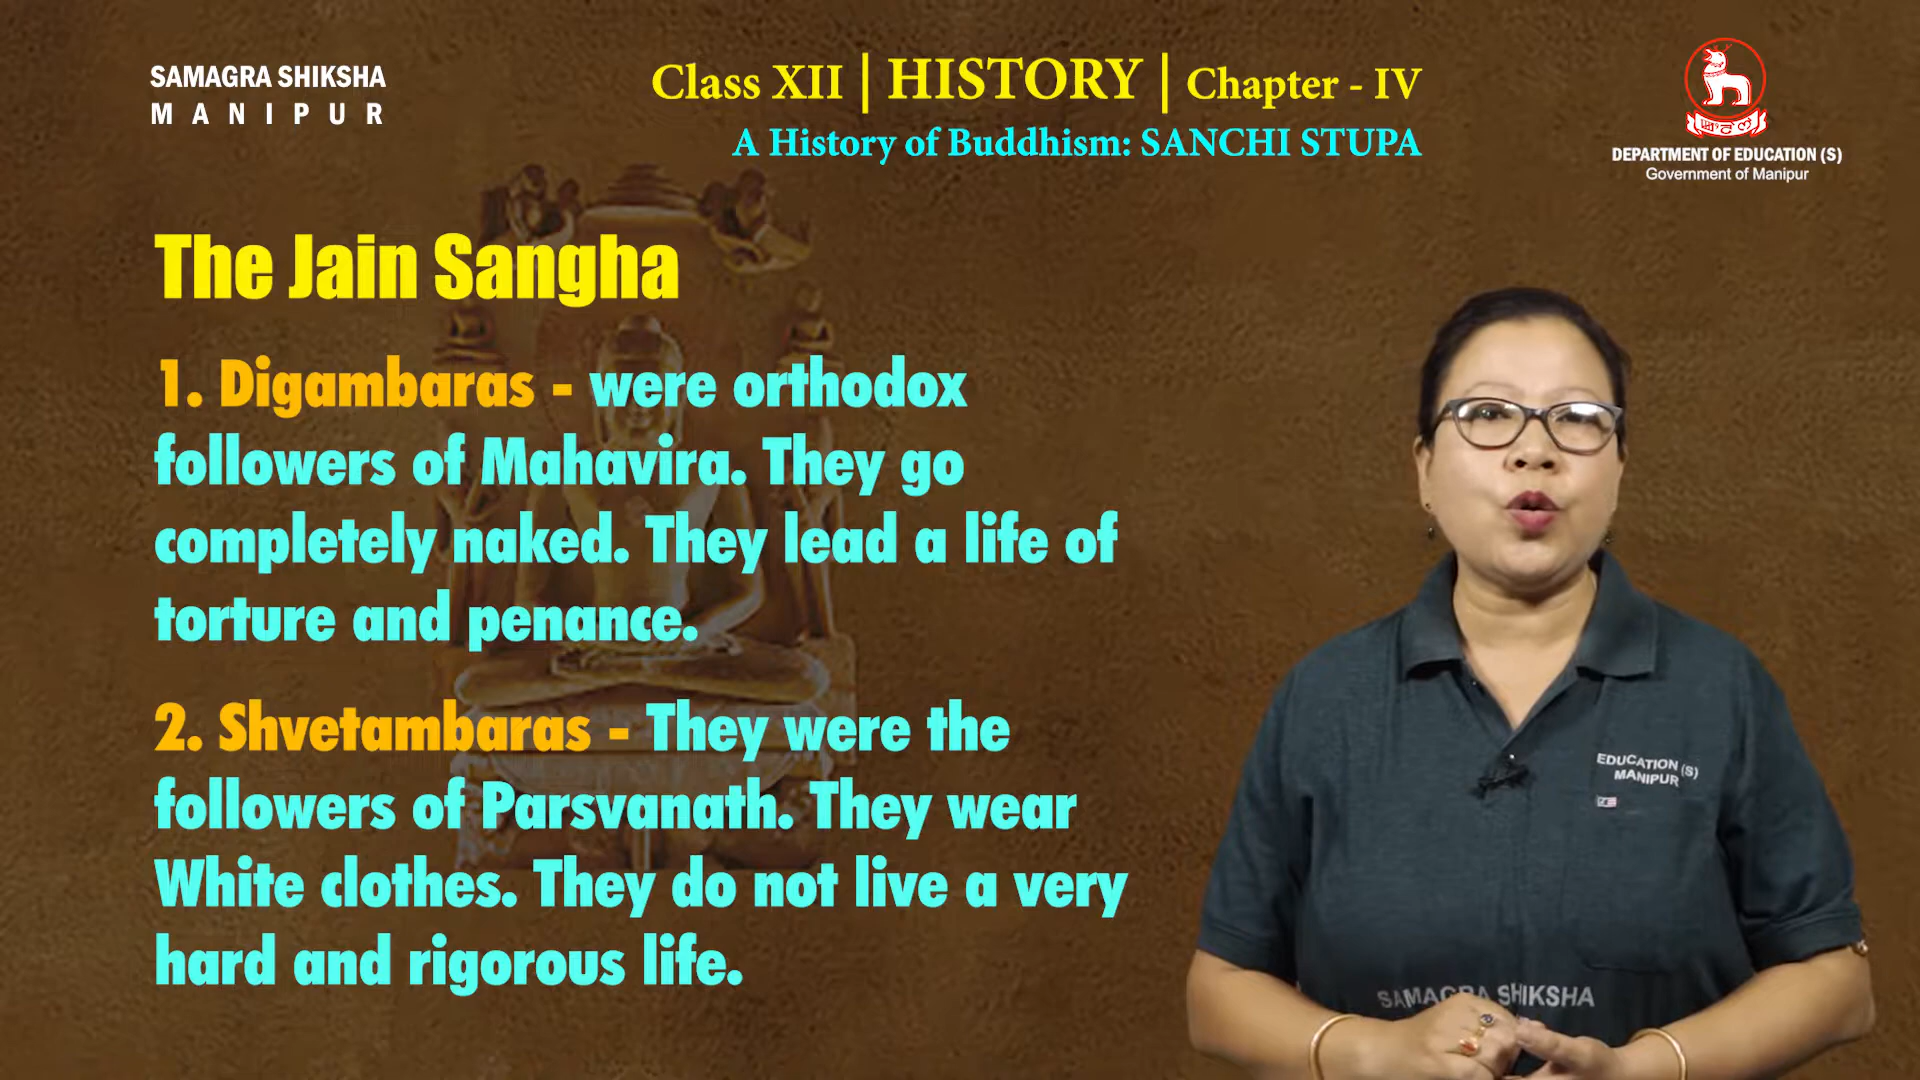 SAMAGRA SHIKSHA
MANIPUR
Class XII | HISTORY | Chapter - IV
A History of Buddhism: SANCHI STUPA
DEPARTMENT OF EDUCATION (S)
Government of Manipur
The Jain Sangha
1. Digambaras - were orthodox
followers of Mahavira. They go
completely naked. They lead a life of
torture and penance.
2. Shvetambaras - They were the
followers of Parsvanath. They wear
White clothes. They do not live a very
hard and rigorous life.
EDUCATION (S)
MANIPUR
SAMAGRA SHIKSHA